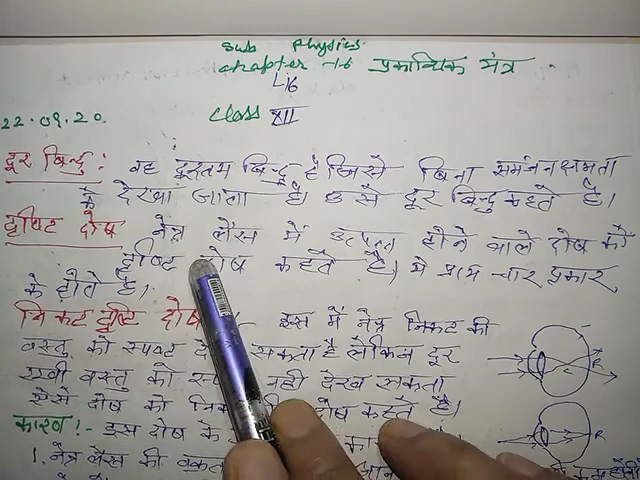 Sub Physics
chapter -16 प्रकाशिक यंत्र
L16
22.09.20. Class XII
दूर बिन्दु : वह दूरतम बिन्दु है जिसे बिना समंजन क्षमता
के देखा जाता है। उसे दूर बिन्दु कहते है।
दृष्टि दोष नेत्र लैंस में उत्पन्न होने वाले दोष को
दृष्टि दोष कहते है। ये प्राय चार प्रकार
के होते है।
निकट दृष्टि दोष :- इस में नेत्र निकट की
वस्तु को स्पष्ट सकता है लेकिन दूर
रखी वस्तु को नही देख सकता
ऐसे दोष को दोष कहते है।
कारण :- इस दोष के
1. नेत्र लैंस की
C
R
R